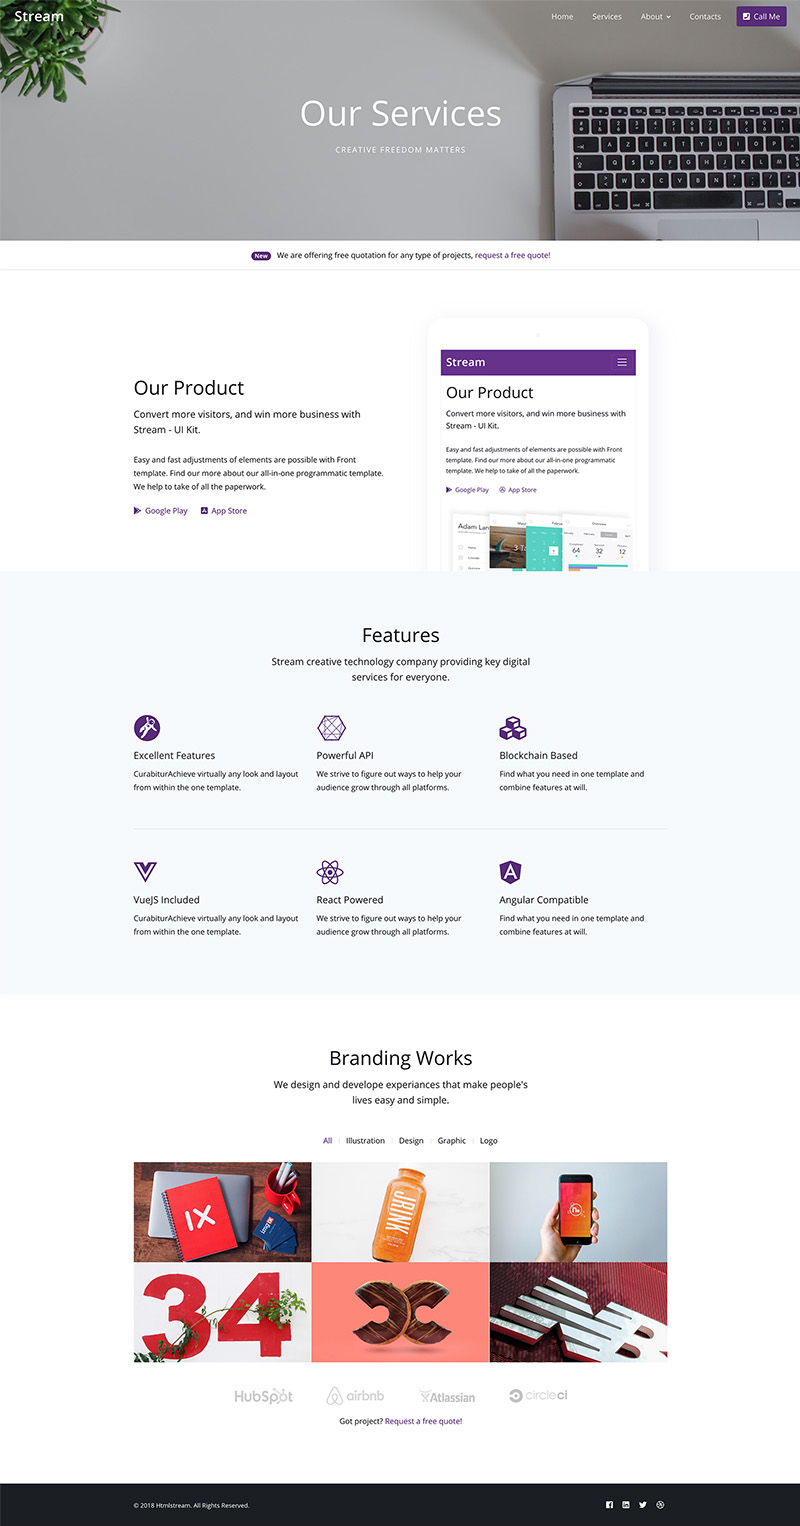 Stream
Home Services About Contacts Call Me
Our Services
CREATIVE FREEDOM MATTERS
New We are offering free quotation for any type of projects, request a free quote!
Our Product
Convert more visitors, and win more business with
Stream - UI Kit.
Easy and fast adjustments of elements are possible with Front
template. Find our more about our all-in-one programmatic template.
We help to take of all the paperwork.
Google Play App Store
Stream
Our Product
Convert more visitors, and win more business with
Stream - UI Kit.
Easy and fast adjustments of elements are possible with Front
template. Find our more about our all-in-one programmatic
template. We help to take of all the paperwork.
Google Play App Store
Adam Lan
Overview
64 32 12
Features
Stream creative technology company providing key digital
services for everyone.
Excellent Features
CurabiturAchieve virtually any look and layout
from within the one template.
Powerful API
We strive to figure out ways to help your
audience grow through all platforms.
Blockchain Based
Find what you need in one template and
combine features at will.
VueJS Included
CurabiturAchieve virtually any look and layout
from within the one template.
React Powered
We strive to figure out ways to help your
audience grow through all platforms.
Angular Compatible
Find what you need in one template and
combine features at will.
Branding Works
We design and develope experiances that make people's
lives easy and simple.
All Illustration Design Graphic Logo
IX
imgIX
JRINK
34
HubSpot airbnb Atlassian circleci
Got project? Request a free quote!
© 2018 Htmlstream. All Rights Reserved.